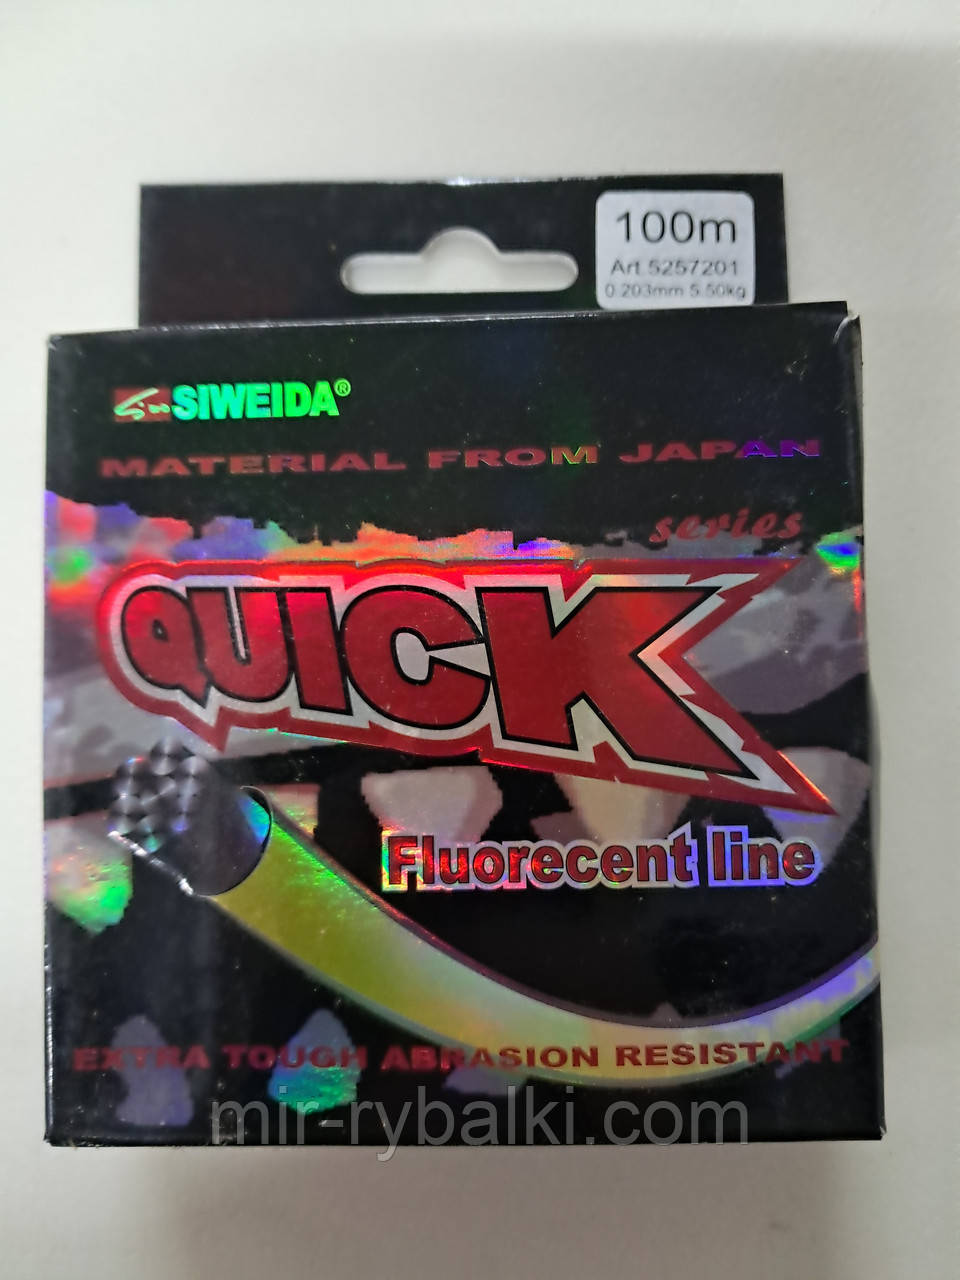 100m
Art.5257201
0.203mm 5.50kg
SIWEIDA®
MATERIAL FROM JAPAN
series
QUICK
Fluorecent line
EXTRA TOUGH ABRASION RESISTANT
mir-rybalki.com